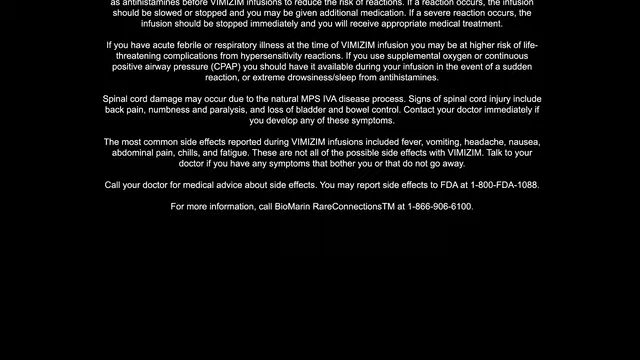 as antihistamines before VIMIZIM infusions to reduce the risk of reactions. If a reaction occurs, the infusion
should be slowed or stopped and you may be given additional medication. If a severe reaction occurs, the
infusion should be stopped immediately and you will receive appropriate medical treatment.
If you have acute febrile or respiratory illness at the time of VIMIZIM infusion you may be at higher risk of life-
threatening complications from hypersensitivity reactions. If you use supplemental oxygen or continuous
positive airway pressure (CPAP) you should have it available during your infusion in the event of a sudden
reaction, or extreme drowsiness/sleep from antihistamines.
Spinal cord damage may occur due to the natural MPS IVA disease process. Signs of spinal cord injury include
back pain, numbness and paralysis, and loss of bladder and bowel control. Contact your doctor immediately if
you develop any of these symptoms.
The most common side effects reported during VIMIZIM infusions included fever, vomiting, headache, nausea,
abdominal pain, chills, and fatigue. These are not all of the possible side effects with VIMIZIM. Talk to your
doctor if you have any symptoms that bother you or that do not go away.
Call your doctor for medical advice about side effects. You may report side effects to FDA at 1-800-FDA-1088.
For more information, call BioMarin RareConnectionsTM at 1-866-906-6100.